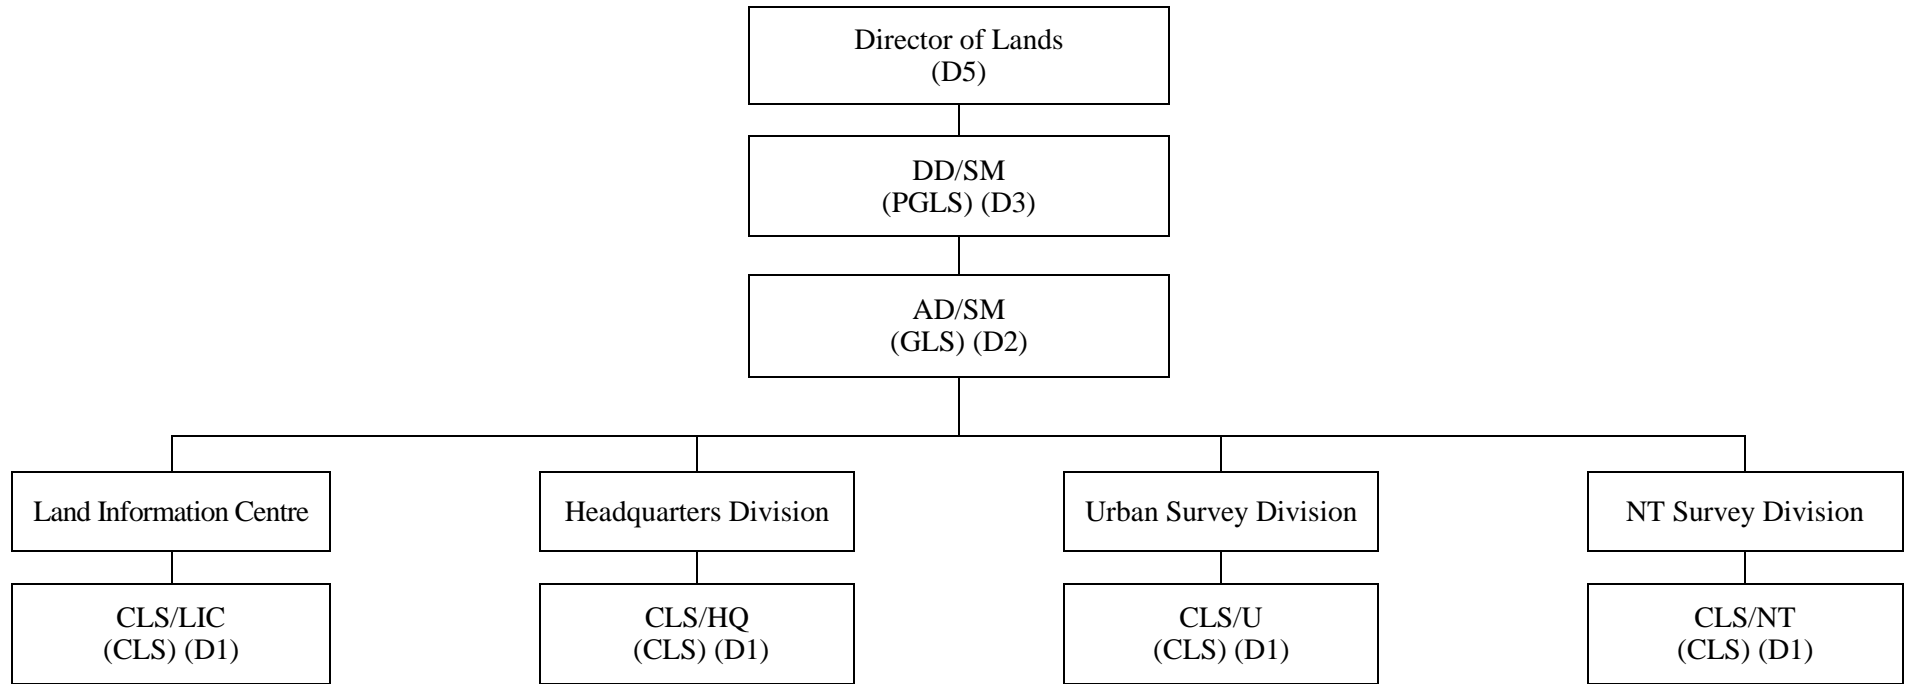 Director of Lands
(D5)
DD/SM
(PGLS) (D3)
AD/SM
(GLS) (D2)
Land Information Centre
Headquarters Division
Urban Survey Division
NT Survey Division
CLS/LIC
(CLS) (D1)
CLS/HQ
(CLS) (D1)
CLS/U
(CLS) (D1)
CLS/NT
(CLS) (D1)